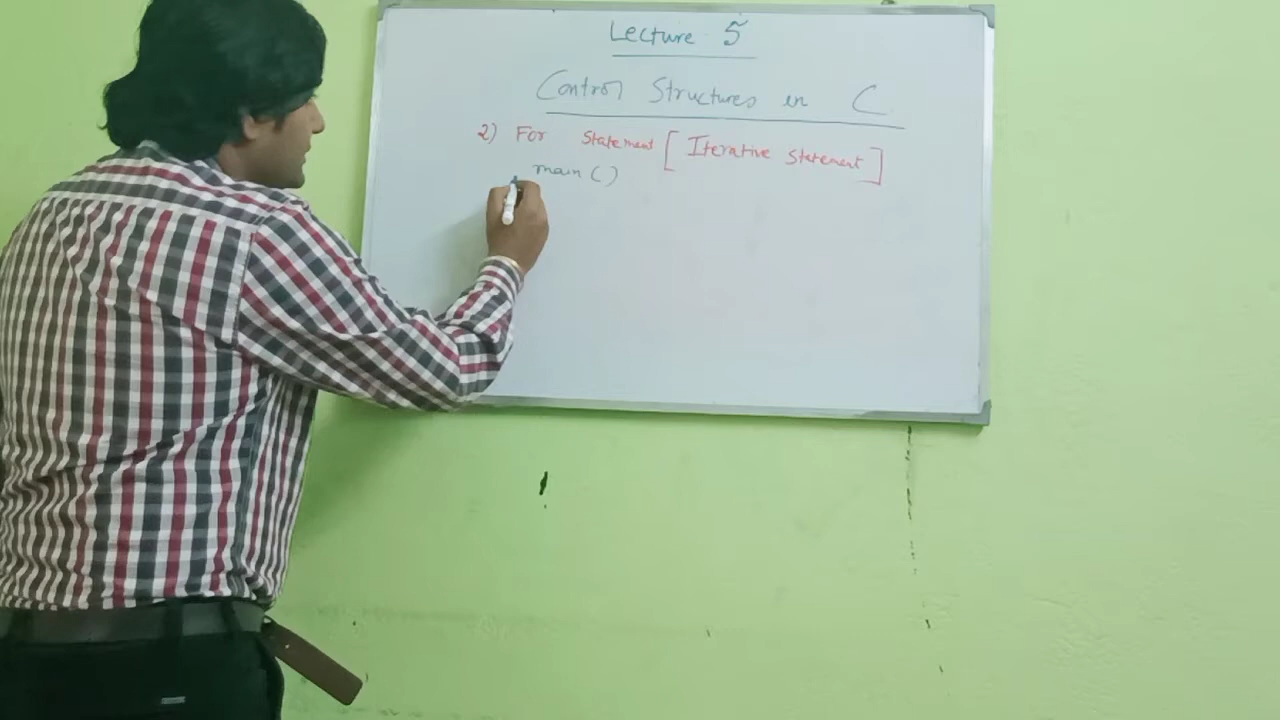 Lecture 5
Control Structures in C
2) For Statement [ Iterative Statement ]
main ( )